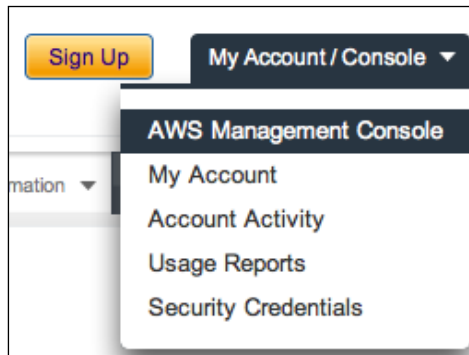 Sign Up
My Account / Console
AWS Management Console
mation
My Account
Account Activity
Usage Reports
Security Credentials